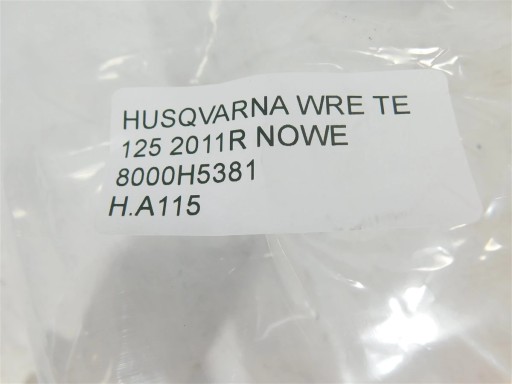 HUSQVARNA WRE TE
125 2011R NOWE
8000H5381
H.A115